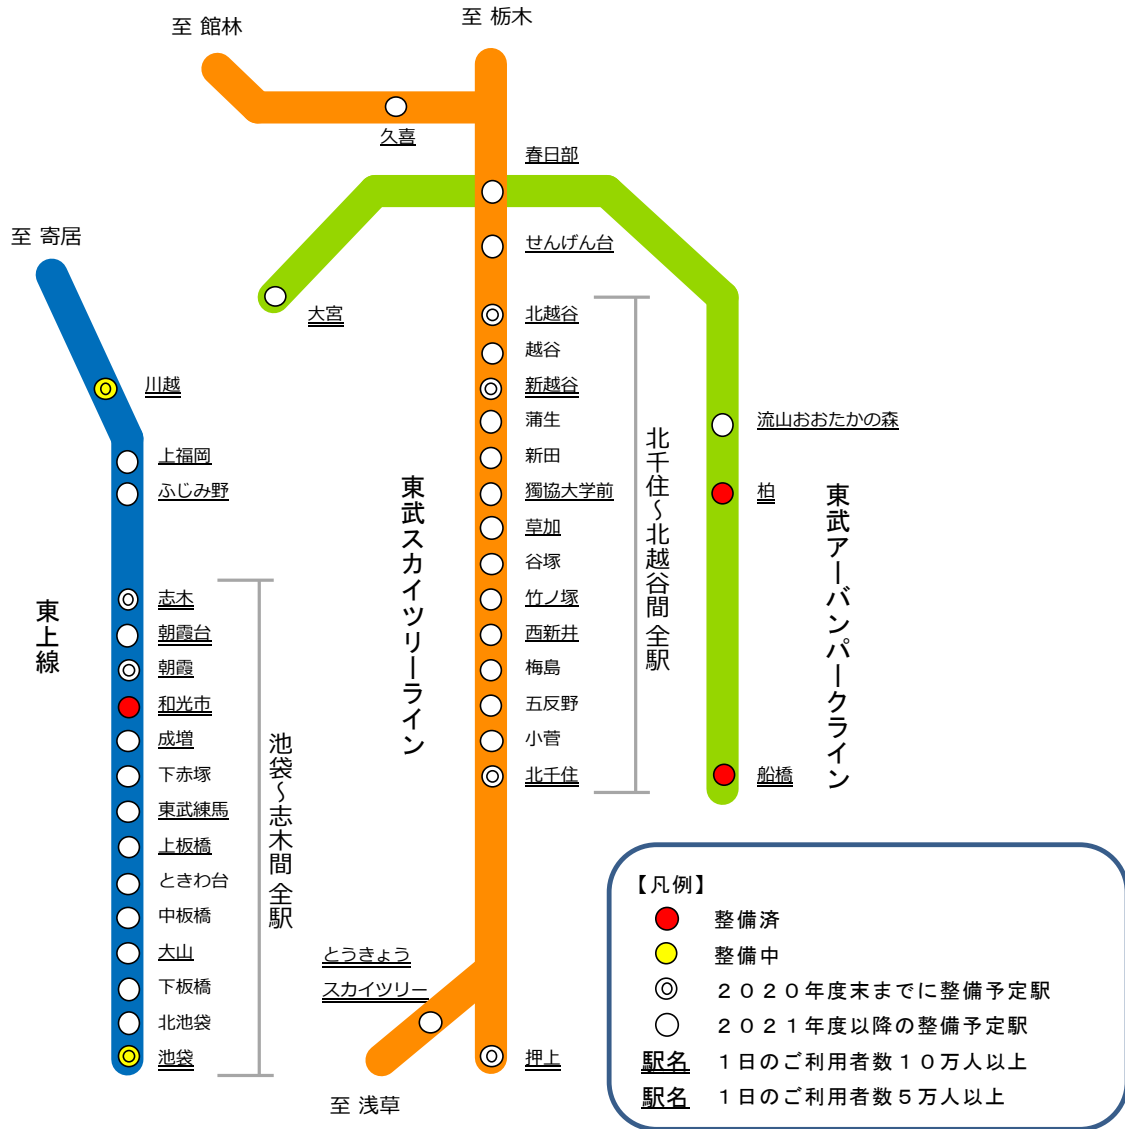 至 館林
至 栃木
久喜
春日部
至 寄居
せんげん台
大宮
北越谷
越谷
新越谷
蒲生
新田
獨協大学前
草加
谷塚
竹ノ塚
西新井
梅島
五反野
小菅
北千住
押上
とうきょう
スカイツリー
至 浅草
東武スカイツリーライン
北千住～北越谷間 全駅
流山おおたかの森
柏
船橋
東武アーバンパークライン
川越
上福岡
ふじみ野
志木
朝霞台
朝霞
和光市
成増
下赤塚
東武練馬
上板橋
ときわ台
中板橋
大山
下板橋
北池袋
池袋
東上線
池袋～志木間 全駅
【凡例】
整備済
整備中
２０２０年度末までに整備予定駅
２０２１年度以降の整備予定駅
駅名 １日のご利用者数１０万人以上
駅名 １日のご利用者数５万人以上